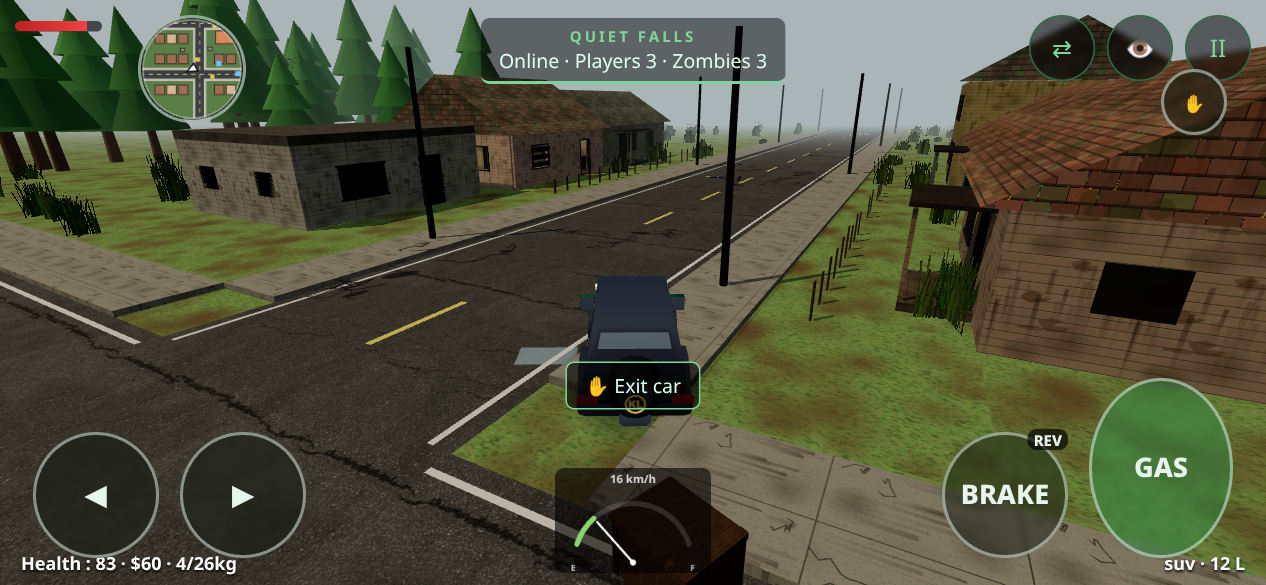 QUIET FALLS
Online · Players 3 · Zombies 3
Exit car
KL
REV
GAS
BRAKE
16 km/h
E
F
Health : 83 · $60 · 4/26kg
suv · 12 L